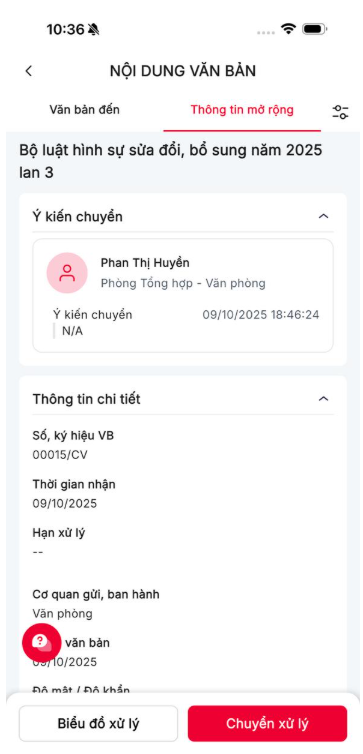 10:36
NỘI DUNG VĂN BẢN
Văn bản đến
Thông tin mở rộng
Bộ luật hình sự sửa đổi, bổ sung năm 2025
lan 3
Ý kiến chuyển
Phan Thị Huyền
Phòng Tổng hợp - Văn phòng
Ý kiến chuyển 09/10/2025 18:46:24
N/A
Thông tin chi tiết
Số, ký hiệu VB
00015/CV
Thời gian nhận
09/10/2025
Hạn xử lý
--
Cơ quan gửi, ban hành
Văn phòng
văn bản
09/10/2025
Độ mật / Độ khẩn
Biểu đồ xử lý
Chuyển xử lý